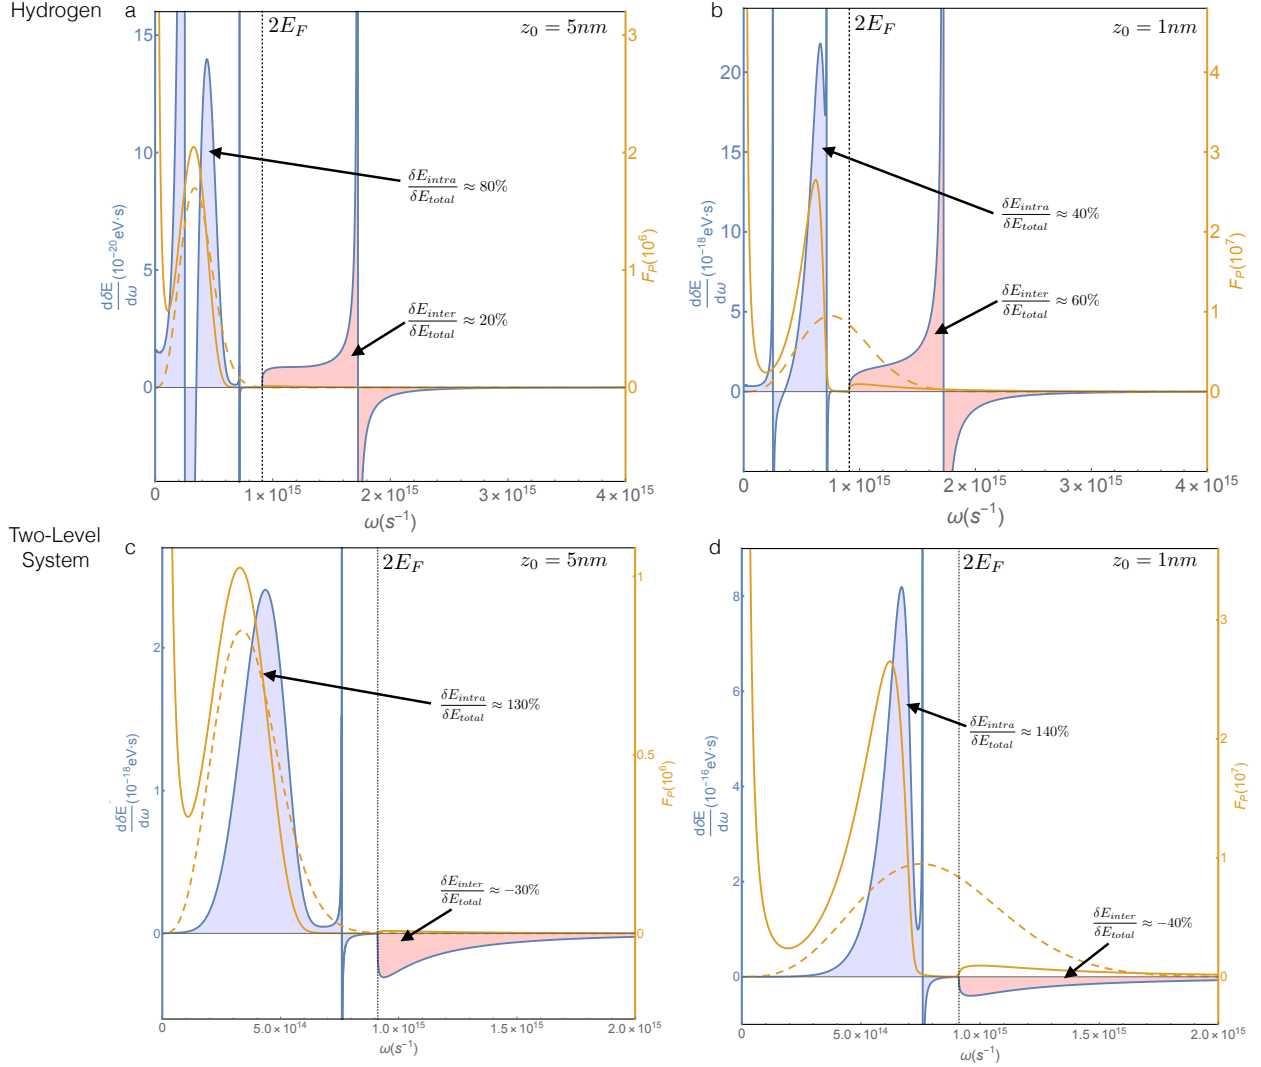 Hydrogen
a
2E_F
z_0 = 5nm
15
10
5
0
dδE/dω (10^-20 eV·s)
3
2
1
0
F_P(10^6)
δE_intra/δE_total ≈ 80%
δE_inter/δE_total ≈ 20%
0 1×10^15 2×10^15 3×10^15 4×10^15
ω(s^-1)
b
2E_F
z_0 = 1nm
20
15
10
5
0
dδE/dω (10^-18 eV·s)
4
3
2
1
0
F_P(10^7)
δE_intra/δE_total ≈ 40%
δE_inter/δE_total ≈ 60%
0 1×10^15 2×10^15 3×10^15 4×10^15
ω(s^-1)
Two-Level
System
c
2E_F
z_0 = 5nm
2
1
0
dδE/dω (10^-18 eV·s)
1
0.5
0
F_P(10^6)
δE_intra/δE_total ≈ 130%
δE_inter/δE_total ≈ -30%
0 5.0×10^14 1.0×10^15 1.5×10^15 2.0×10^15
ω(s^-1)
d
2E_F
z_0 = 1nm
8
6
4
2
0
dδE/dω (10^-16 eV·s)
3
2
1
0
F_P(10^7)
δE_intra/δE_total ≈ 140%
δE_inter/δE_total ≈ -40%
0 5.0×10^14 1.0×10^15 1.5×10^15 2.0×10^15
ω(s^-1)